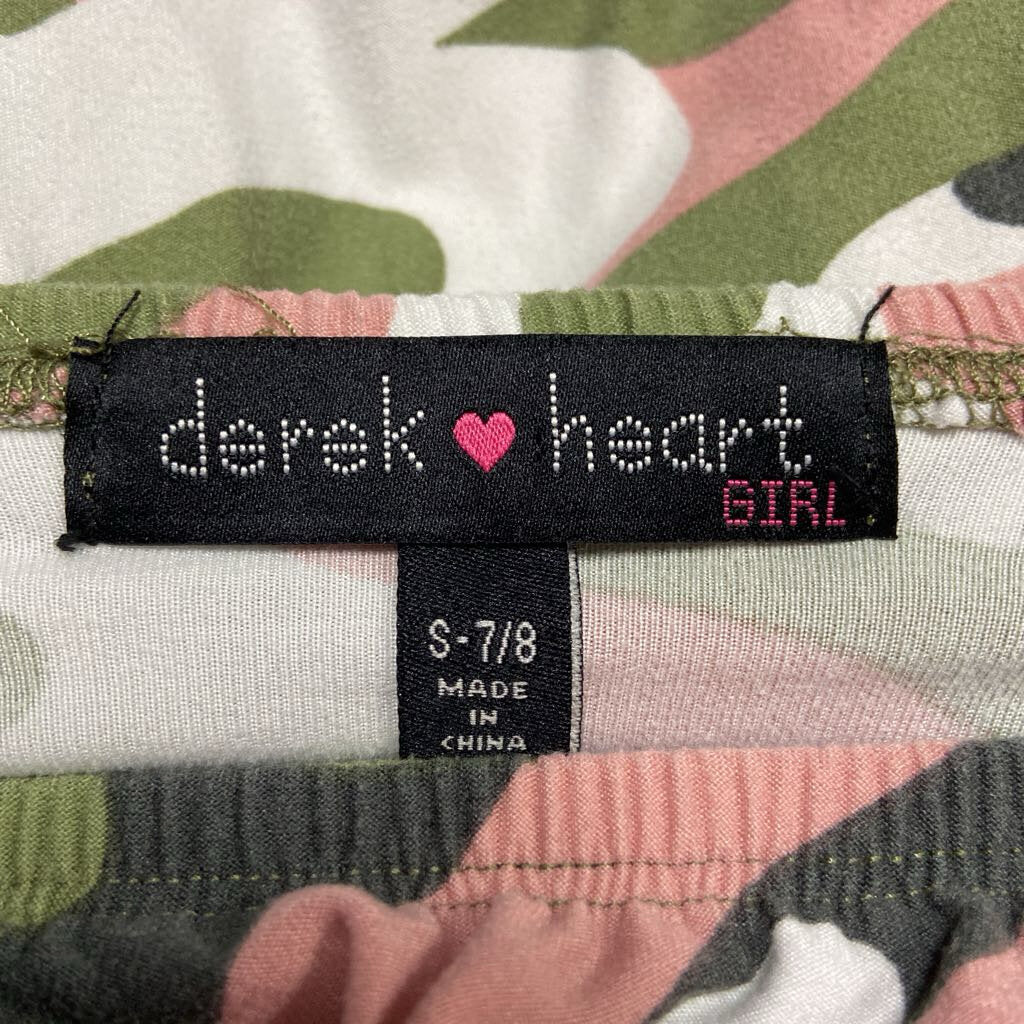 derek heart
GIRL
S-7/8
MADE
IN
CHINA